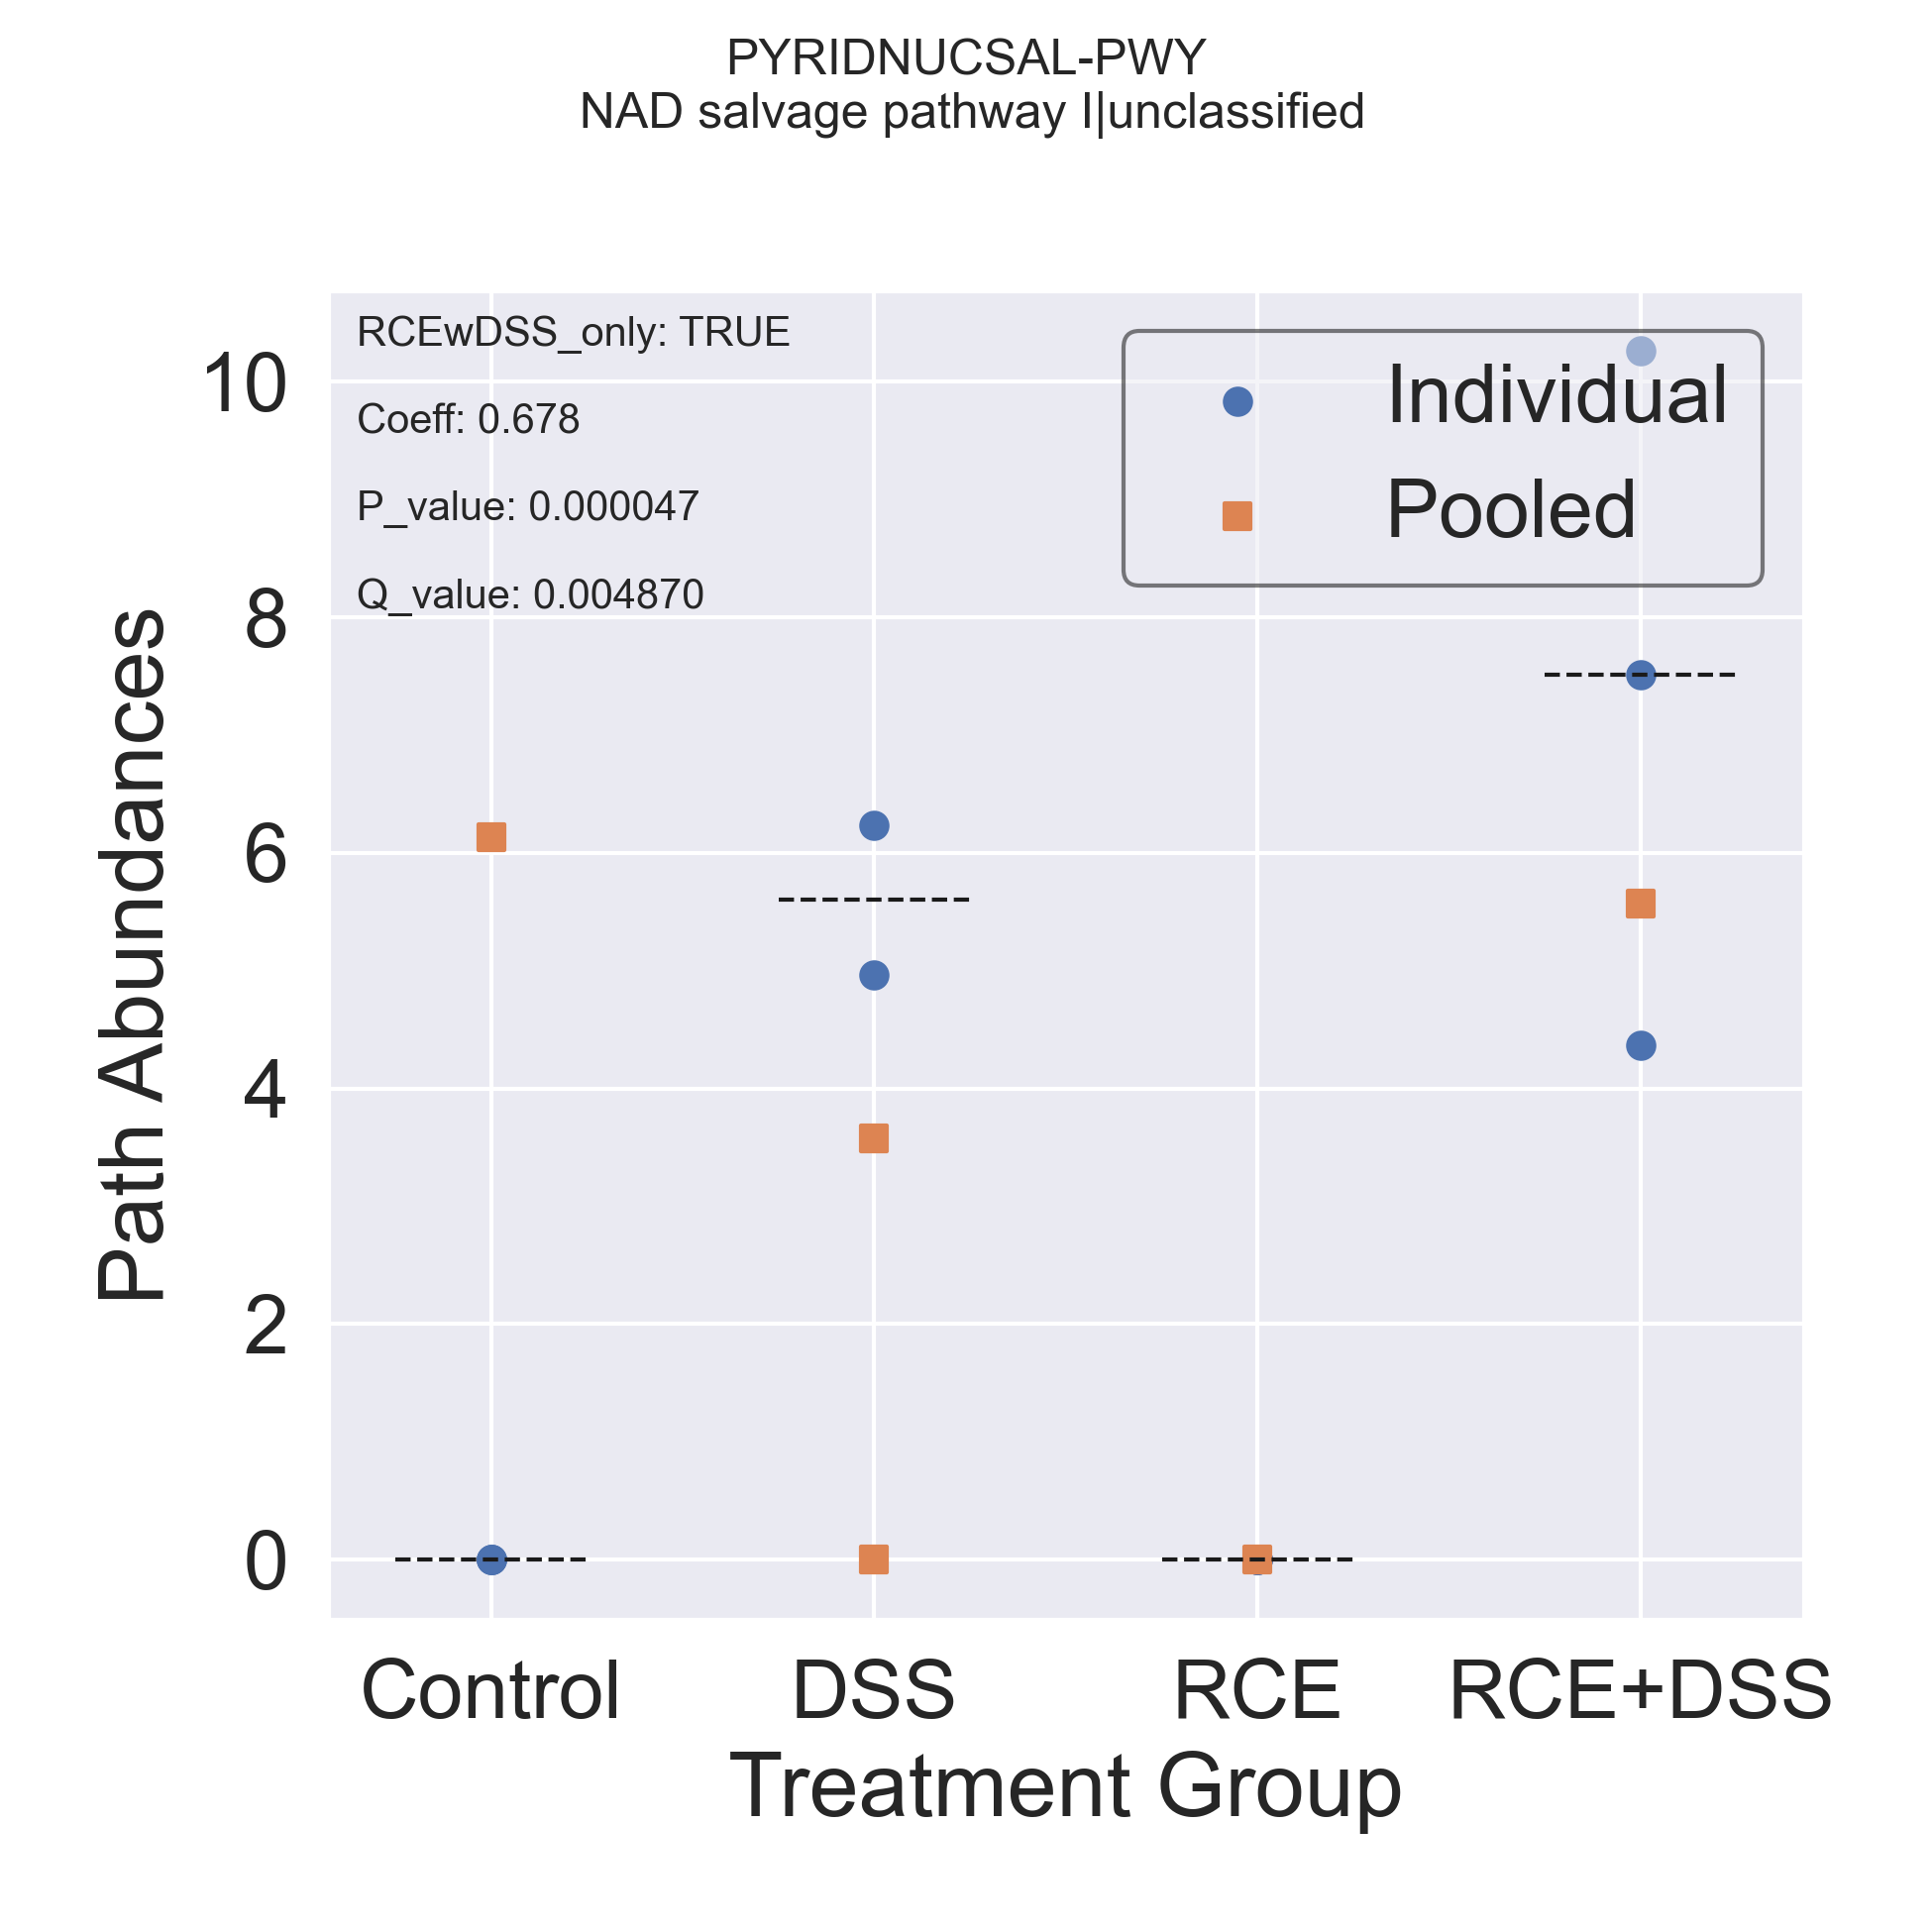 PYRIDNUCSAL-PWY
NAD salvage pathway I|unclassified
RCEwDSS_only: TRUE
Coeff: 0.678
P_value: 0.000047
Q_value: 0.004870
Individual
Pooled
10
8
6
4
2
0
Path Abundances
Control DSS RCE RCE+DSS
Treatment Group